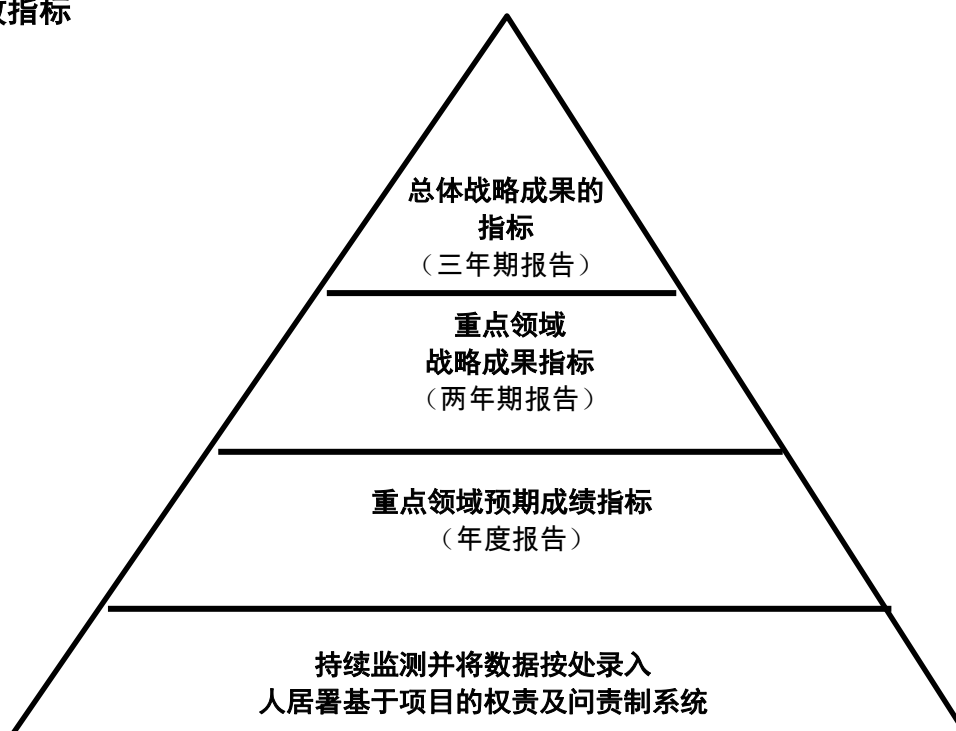 指标
总体战略成果的
指标
（三年期报告）
重点领域
战略成果指标
（两年期报告）
重点领域预期成绩指标
（年度报告）
持续监测并将数据按处录入
人居署基于项目的权责及问责制系统